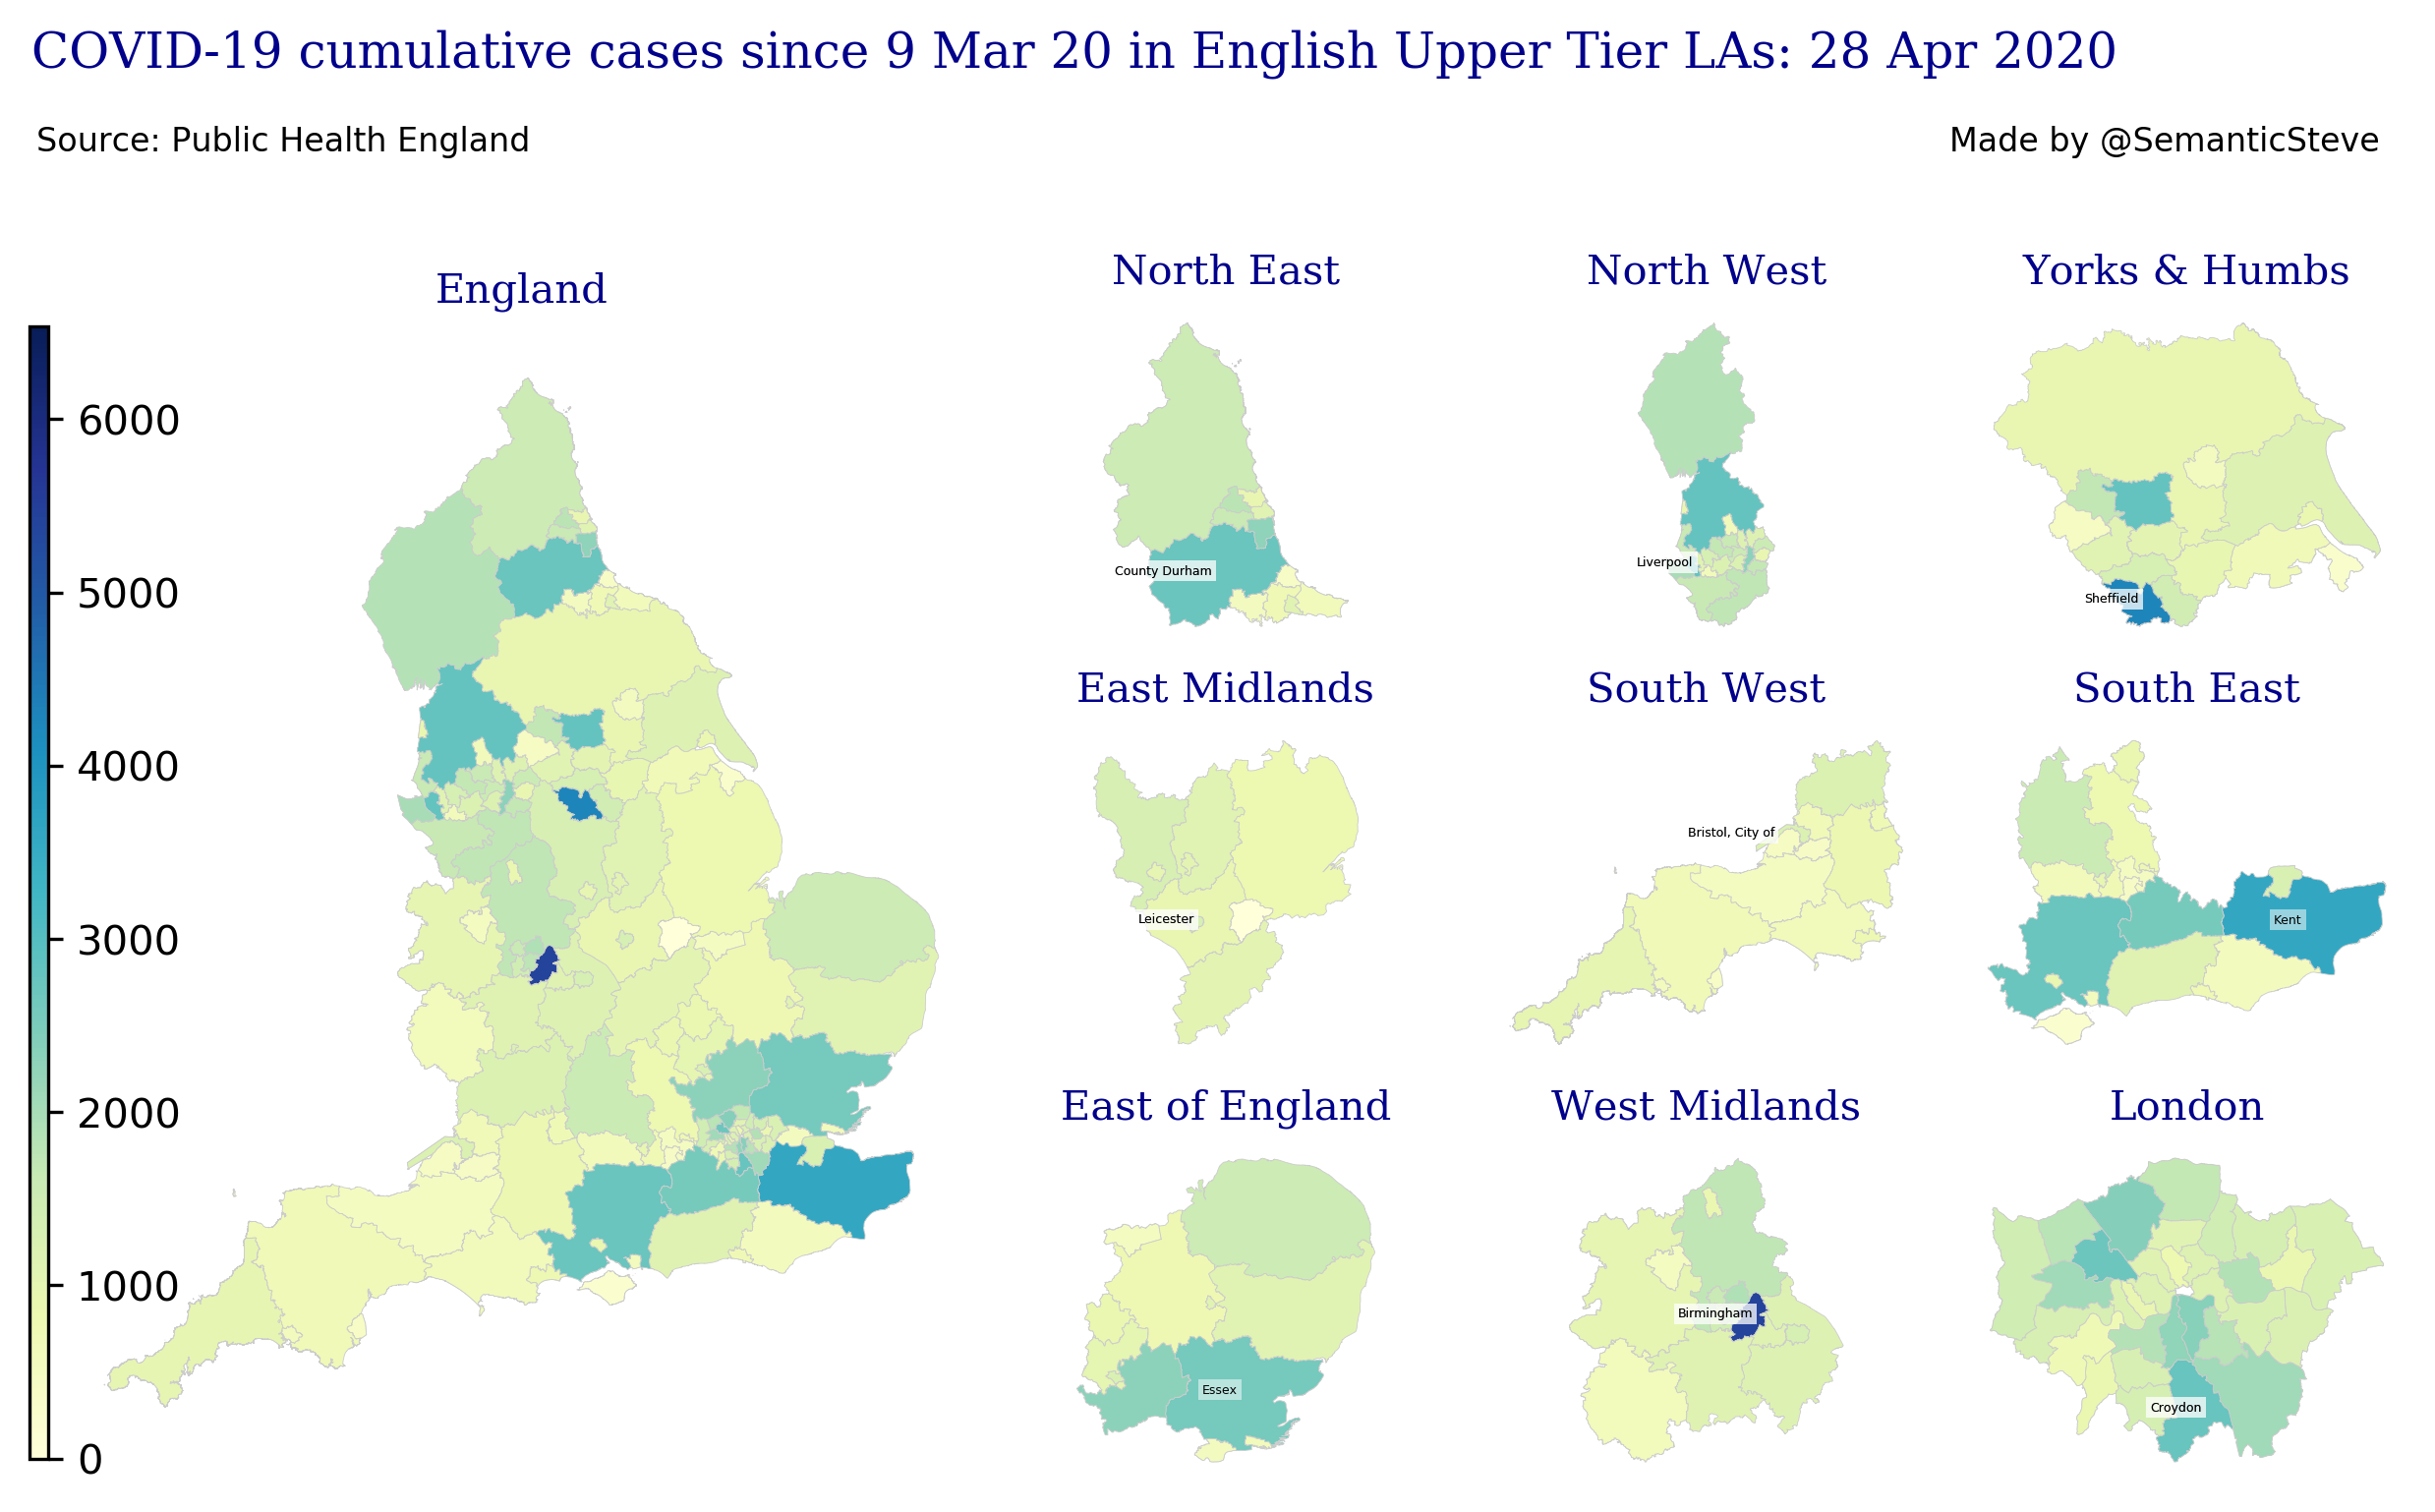 COVID-19 cumulative cases since 9 Mar 20 in English Upper Tier LAs: 28 Apr 2020
Source: Public Health England
Made by @SemanticSteve
England
6000
5000
4000
3000
2000
1000
0
North East
County Durham
North West
Liverpool
Yorks & Humbs
Sheffield
East Midlands
Leicester
South West
Bristol, City of
South East
Kent
East of England
Essex
West Midlands
Birmingham
London
Croydon